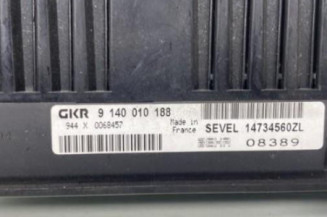 GKR 9 140 010 188
944 X 0068457
Made in
France
SEVEL 14734560ZL
BEHR 08389